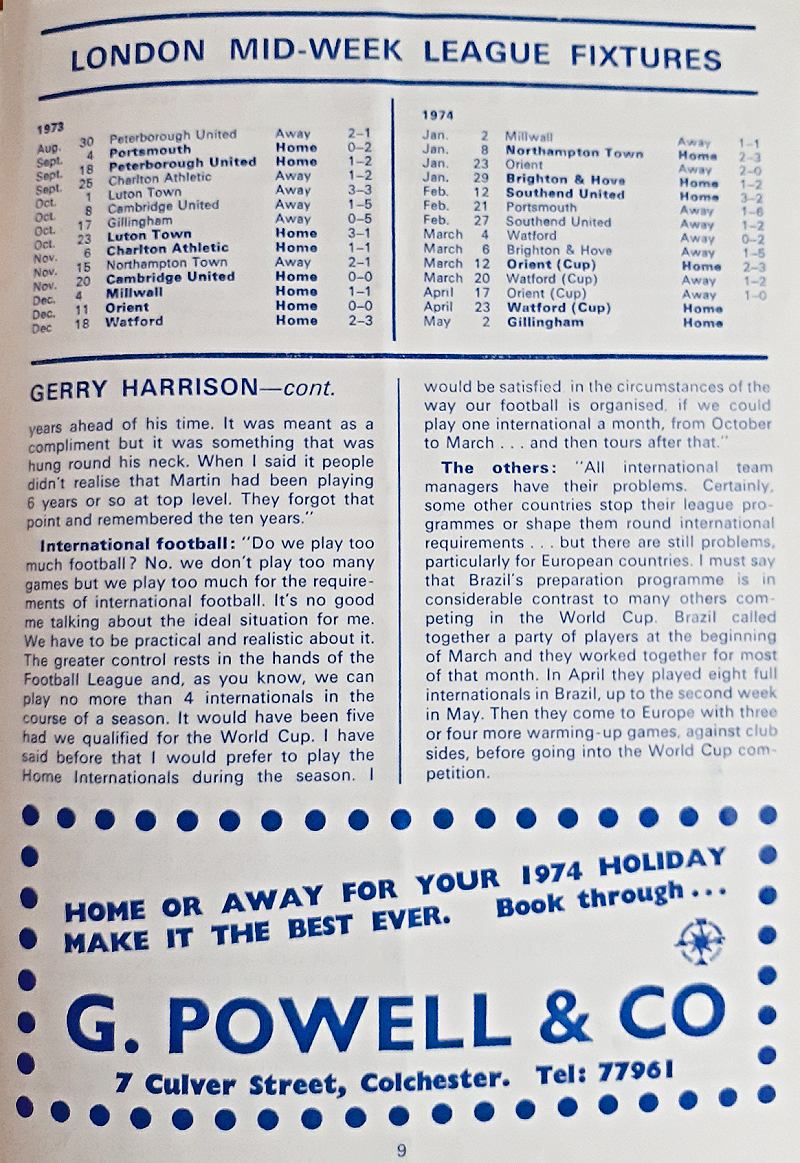 LONDON MID-WEEK LEAGUE FIXTURES
1973
Aug. 30 Peterborough United Away 2–1
Sept. 4 Portsmouth Home 0–2
Sept. 18 Peterborough United Home 1–2
Sept. 25 Charlton Athletic Away 1–2
Oct. 1 Luton Town Away 3–3
Oct. 8 Cambridge United Away 1–5
Oct. 17 Gillingham Away 0–5
Oct. 23 Luton Town Home 3–1
Nov. 6 Charlton Athletic Home 1–1
Nov. 15 Northampton Town Away 2–1
Nov. 20 Cambridge United Home 0–0
Dec. 4 Millwall Home 1–1
Dec. 11 Orient Home 0–0
Dec 18 Watford Home 2–3
1974
Jan. 2 Millwall Away 1–1
Jan. 8 Northampton Town Home 2–3
Jan. 23 Orient Away 2–0
Jan. 29 Brighton & Hove Home 1–2
Feb. 12 Southend United Home 3–2
Feb. 21 Portsmouth Away 1–6
Feb. 27 Southend United Away 1–2
March 4 Watford Away 0–2
March 6 Brighton & Hove Away 1–5
March 12 Orient (Cup) Home 2–3
March 20 Watford (Cup) Away 1–2
April 17 Orient (Cup) Away 1–0
April 23 Watford (Cup) Home
May 2 Gillingham Home
GERRY HARRISON—cont.
years ahead of his time. It was meant as a
compliment but it was something that was
hung round his neck. When I said it people
didn't realise that Martin had been playing
6 years or so at top level. They forgot that
point and remembered the ten years."
International football: "Do we play too
much football? No. we don't play too many
games but we play too much for the require-
ments of international football. It's no good
me talking about the ideal situation for me.
We have to be practical and realistic about it.
The greater control rests in the hands of the
Football League and, as you know, we can
play no more than 4 internationals in the
course of a season. It would have been five
had we qualified for the World Cup. I have
said before that I would prefer to play the
Home Internationals during the season. I
would be satisfied, in the circumstances of the
way our football is organised, if we could
play one international a month, from October
to March . . . and then tours after that."
The others: "All international team
managers have their problems. Certainly,
some other countries stop their league pro-
grammes or shape them round international
requirements . . . but there are still problems,
particularly for European countries. I must say
that Brazil's preparation programme is in
considerable contrast to many others com-
peting in the World Cup. Brazil called
together a party of players at the beginning
of March and they worked together for most
of that month. In April they played eight full
internationals in Brazil, up to the second week
in May. Then they come to Europe with three
or four more warming-up games, against club
sides, before going into the World Cup com-
petition.
HOME OR AWAY FOR YOUR 1974 HOLIDAY
MAKE IT THE BEST EVER. Book through . . .
G. POWELL & CO
7 Culver Street, Colchester. Tel: 77961
9